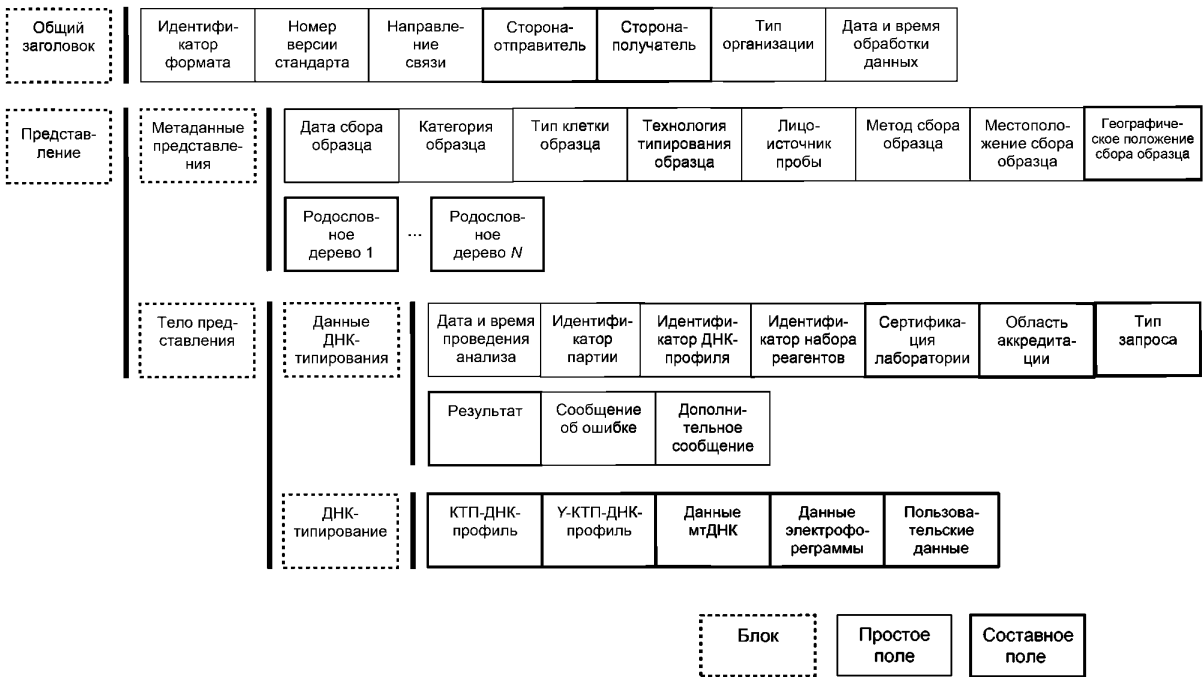 Общий
заголовок
Идентифи-
катор
формата
Номер
версии
стандарта
Направле-
ние
связи
Сторона-
отправитель
Сторона-
получатель
Тип
организации
Дата и время
обработки
данных
Представ-
ление
Метаданные
представле-
ния
Дата сбора
образца
Категория
образца
Тип клетки
образца
Технология
типирования
образца
Лицо-
источник
пробы
Метод сбора
образца
Местополо-
жение сбора
образца
Географиче-
ское положение
сбора образца
Родослов-
ное
дерево 1
...
Родослов-
ное
дерево N
Тело пред-
ставления
Данные
ДНК-
типирования
Дата и время
проведения
анализа
Идентифи-
катор
партии
Идентифи-
катор ДНК-
профиля
Идентифи-
катор набора
реагентов
Сертифика-
ция
лаборатории
Область
аккредита-
ции
Тип
запроса
Результат
Сообщение
об ошибке
Дополни-
тельное
сообщение
ДНК-
типирование
КТП-ДНК-
профиль
Y-КТП-ДНК-
профиль
Данные
мтДНК
Данные
электрофо-
реграммы
Пользова-
тельские
данные
Блок
Простое
поле
Составное
поле